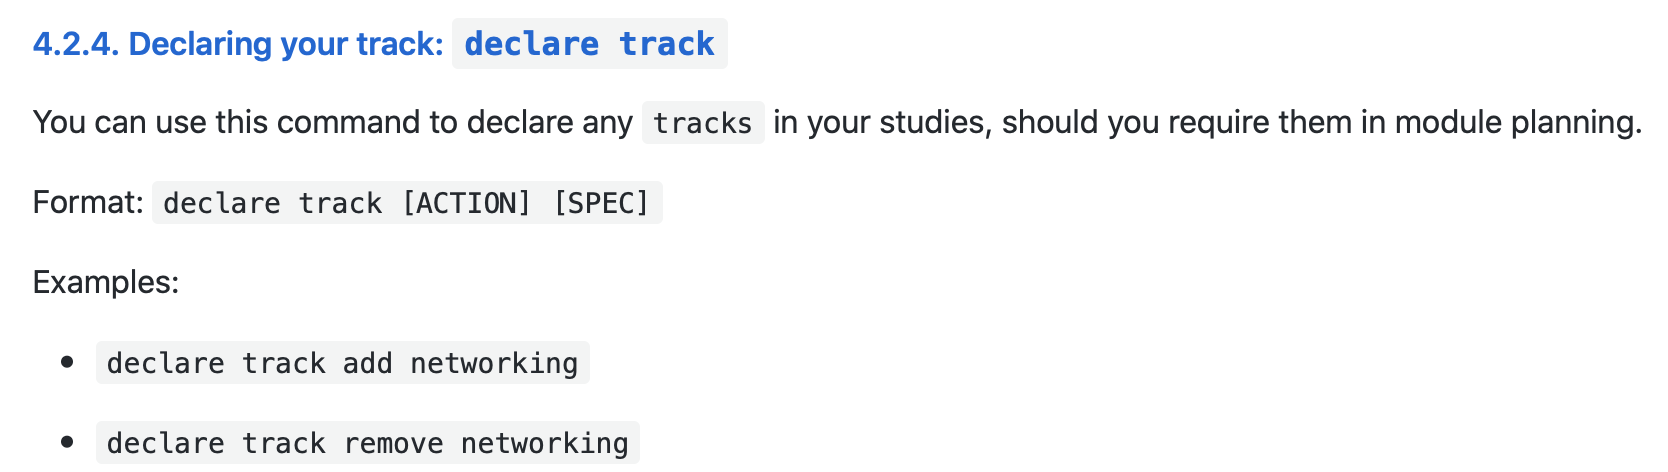 4.2.4. Declaring your track: declare track
You can use this command to declare any tracks in your studies, should you require them in module planning.
Format: declare track [ACTION] [SPEC]
Examples:
• declare track add networking
• declare track remove networking